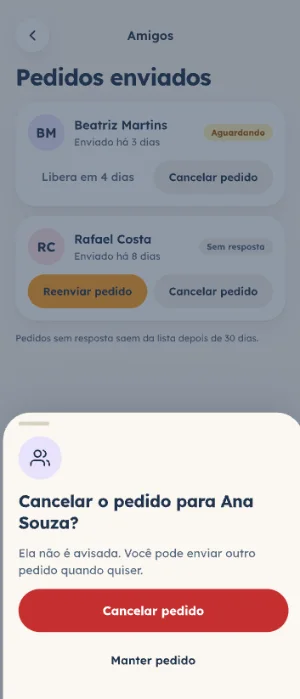 Amigos
Pedidos enviados
BM
Beatriz Martins
Enviado há 3 dias
Aguardando
Libera em 4 dias
Cancelar pedido
RC
Rafael Costa
Enviado há 8 dias
Sem resposta
Reenviar pedido
Cancelar pedido
Pedidos sem resposta saem da lista depois de 30 dias.
Cancelar o pedido para Ana
Souza?
Ela não é avisada. Você pode enviar outro
pedido quando quiser.
Cancelar pedido
Manter pedido